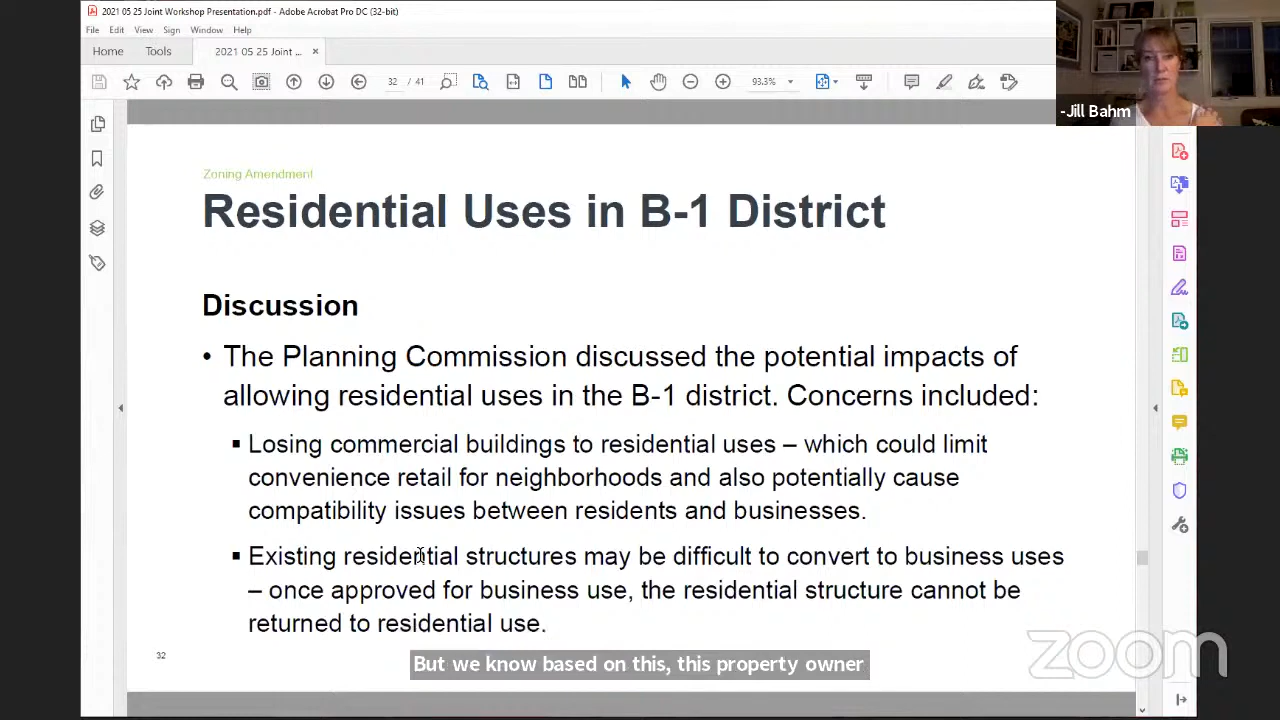 2021 05 25 Joint Workshop Presentation.pdf - Adobe Acrobat Pro DC (32-bit)
File Edit View Sign Window Help
Home Tools 2021 05 25 Joint ... ×
32 / 41 93.3%
-Jill Bahm
Zoning Amendment
Residential Uses in B-1 District
Discussion
• The Planning Commission discussed the potential impacts of
allowing residential uses in the B-1 district. Concerns included:
▪ Losing commercial buildings to residential uses – which could limit
convenience retail for neighborhoods and also potentially cause
compatibility issues between residents and businesses.
▪ Existing residential structures may be difficult to convert to business uses
– once approved for business use, the residential structure cannot be
returned to residential use.
32
But we know based on this, this property owner
zoom